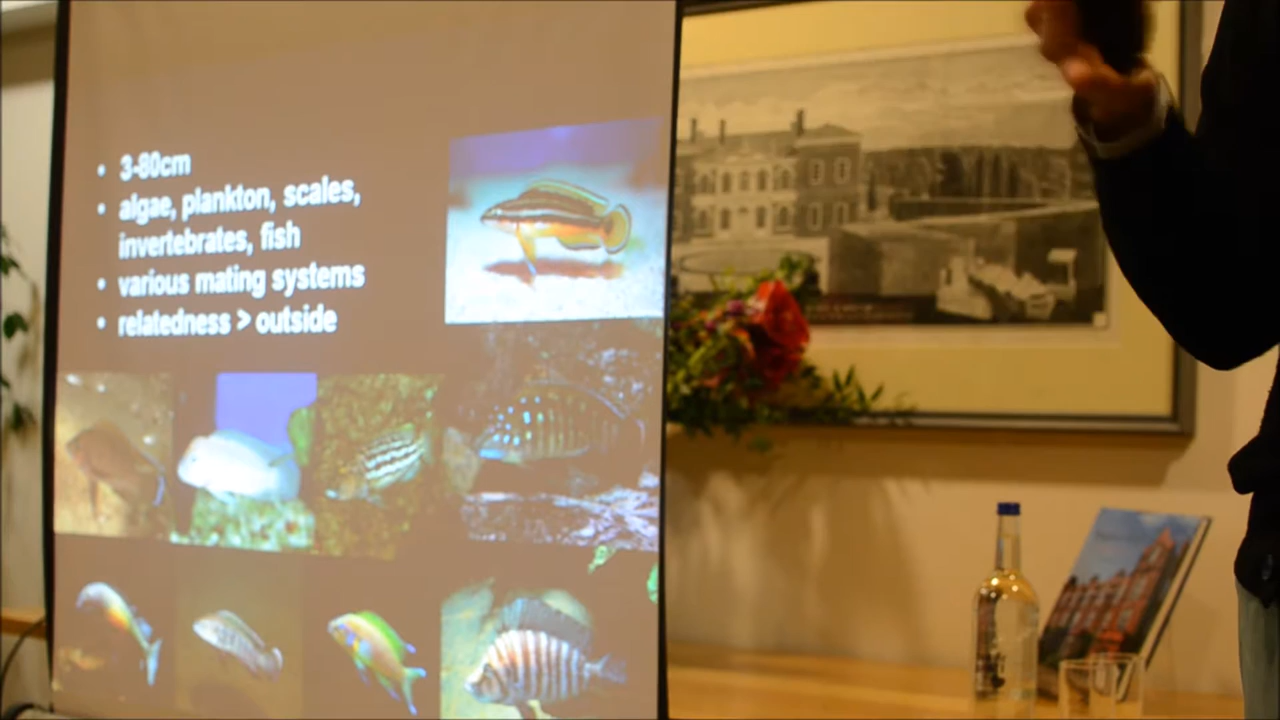 • 3-80cm
• algae, plankton, scales,
invertebrates, fish
• various mating systems
• relatedness > outside